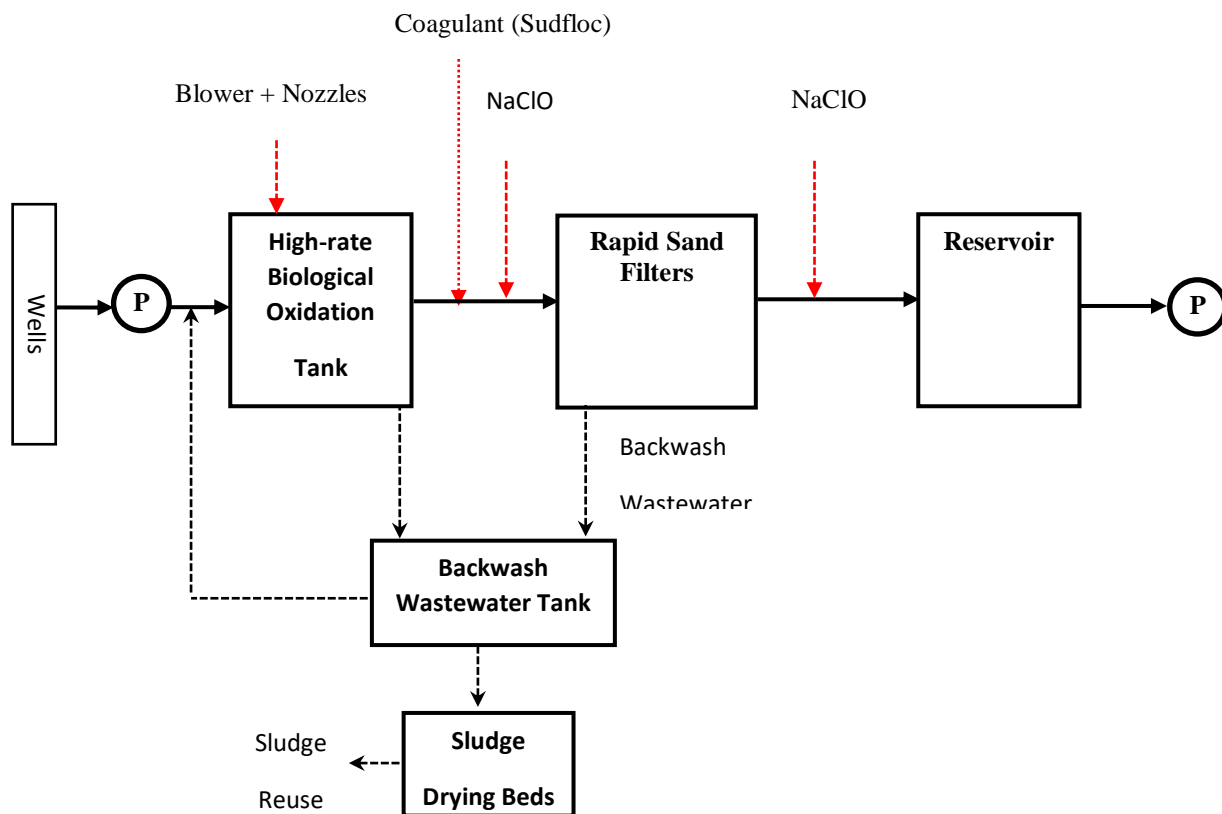 Coagulant (Sudfloc)
Blower + Nozzles
NaClO
NaClO
Wells
P
High-rate
Biological
Oxidation
Tank
Rapid Sand
Filters
Reservoir
P
Backwash
Wastewater
Backwash
Wastewater Tank
Sludge
Drying Beds
Sludge
Reuse